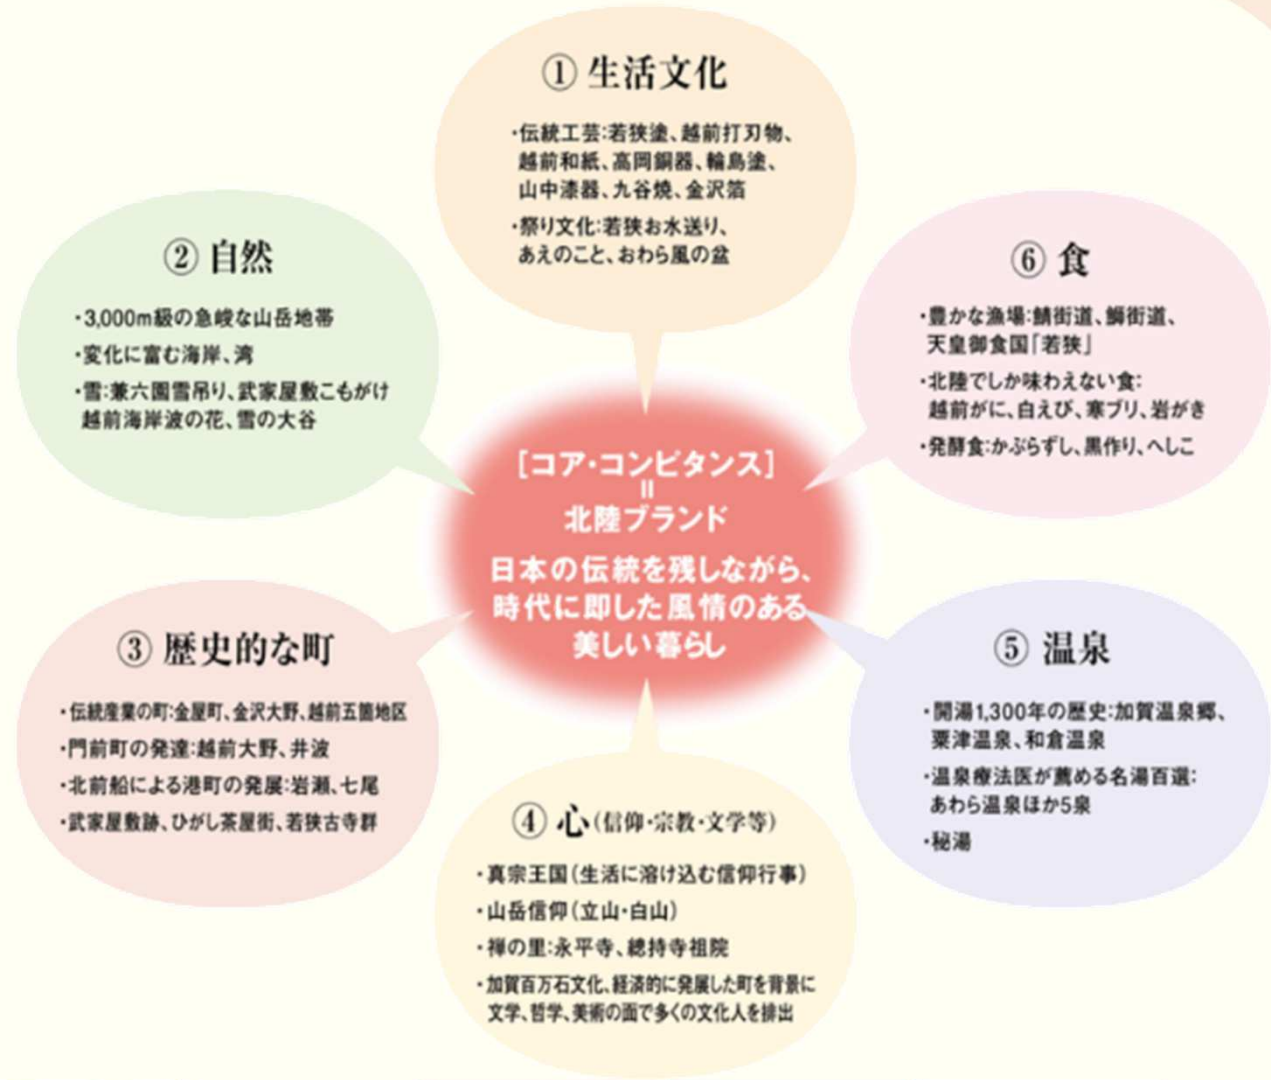 ① 生活文化
・伝統工芸:若狭塗、越前打刃物、
越前和紙、高岡銅器、輪島塗、
山中漆器、九谷焼、金沢箔
・祭り文化:若狭お水送り、
あえのこと、おわら風の盆
② 自然
・3,000m級の急峻な山岳地帯
・変化に富む海岸、湾
・雪:兼六園雪吊り、武家屋敷こもがけ
越前海岸波の花、雪の大谷
⑥ 食
・豊かな漁場:鯖街道、鰤街道、
天皇御食国「若狭」
・北陸でしか味わえない食:
越前がに、白えび、寒ブリ、岩がき
・発酵食:かぶらずし、黒作り、へしこ
[コア・コンピタンス]
=
北陸ブランド
日本の伝統を残しながら、
時代に即した風情のある
美しい暮らし
③ 歴史的な町
・伝統産業の町:金屋町、金沢大野、越前五箇地区
・門前町の発達:越前大野、井波
・北前船による港町の発展:岩瀬、七尾
・武家屋敷跡、ひがし茶屋街、若狭古寺群
④ 心(信仰・宗教・文学等)
・真宗王国(生活に溶け込む信仰行事)
・山岳信仰(立山・白山)
・禅の里:永平寺、總持寺祖院
・加賀百万石文化、経済的に発展した町を背景に
文学、哲学、美術の面で多くの文化人を排出
⑤ 温泉
・開湯1,300年の歴史:加賀温泉郷、
粟津温泉、和倉温泉
・温泉療法医が薦める名湯百選:
あわら温泉ほか5泉
・秘湯